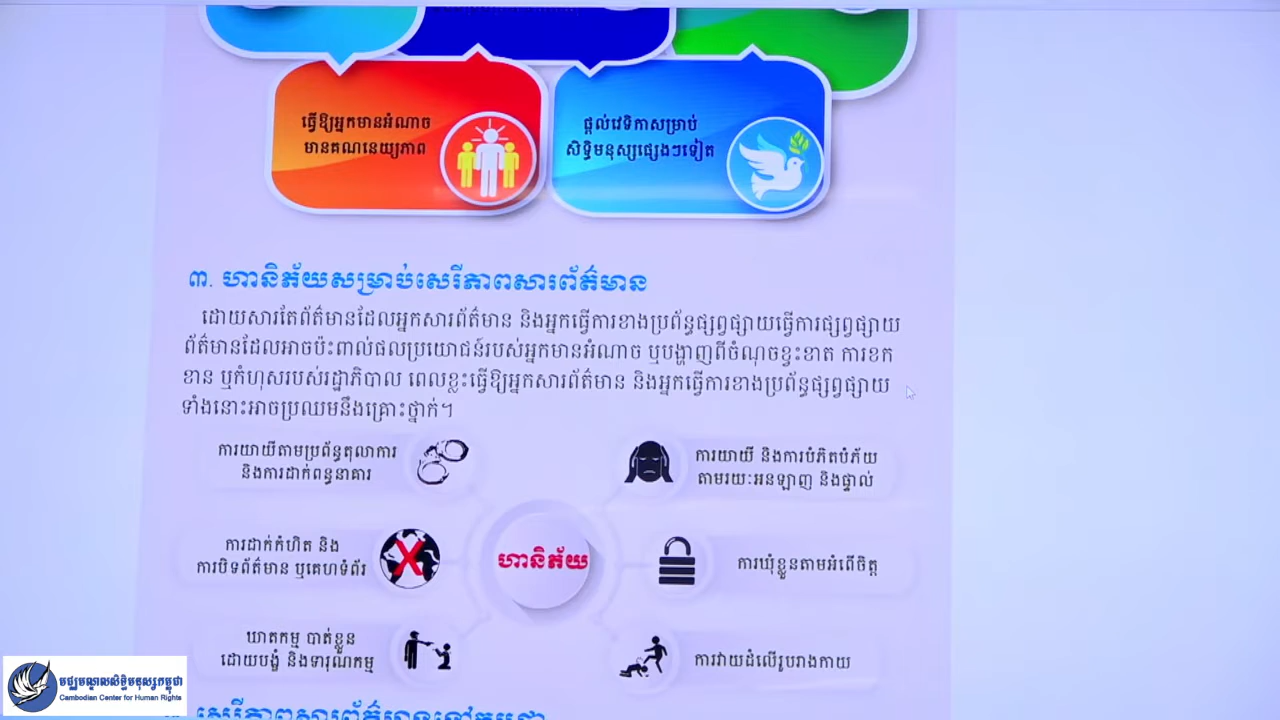 ធ្វើឱ្យអ្នកមានអំណាច
មានគណនេយ្យភាព
ផ្តល់វេទិកាសម្រាប់
សិទ្ធិមនុស្សផ្សេងៗទៀត
៣. ហានិភ័យសម្រាប់សេរីភាពសារព័ត៌មាន
ដោយសារតែព័ត៌មានដែលអ្នកសារព័ត៌មាន និងអ្នកធ្វើការខាងប្រព័ន្ធផ្សព្វផ្សាយធ្វើការផ្សព្វផ្សាយ
ព័ត៌មានដែលអាចប៉ះពាល់ផលប្រយោជន៍របស់អ្នកមានអំណាច ឬបង្ហាញពីចំណុចខ្វះខាត ការខក
ខាន ឬកំហុសរបស់រដ្ឋាភិបាល ពេលខ្លះធ្វើឱ្យអ្នកសារព័ត៌មាន និងអ្នកធ្វើការខាងប្រព័ន្ធផ្សព្វផ្សាយ
ទាំងនោះអាចប្រឈមនឹងគ្រោះថ្នាក់។
ការយាយីតាមប្រព័ន្ធតុលាការ
និងការដាក់ពន្ធនាគារ
ការយាយី និងការបំភិតបំភ័យ
តាមរយៈអនឡាញ និងផ្ទាល់
ការដាក់កំហិត និង
ការបិទព័ត៌មាន ឬគេហទំព័រ
ហានិភ័យ
ការឃុំខ្លួនតាមអំពើចិត្ត
ឃាតកម្ម បាត់ខ្លួន
ដោយបង្ខំ និងទារុណកម្ម
ការវាយដំលើរូបរាងកាយ
មជ្ឈមណ្ឌលសិទ្ធិមនុស្សកម្ពុជា
Cambodian Center for Human Rights
សេរីភាពសារព័ត៌មាននៅកម្ពុជា